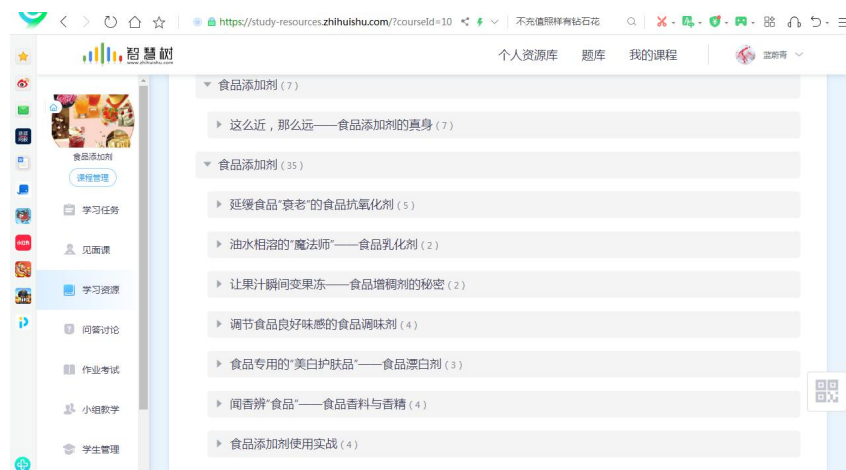 https://study-resources.zhihuishu.com/?courseId=10
不充值照样有钻石花
智慧树
www.zhihuishu.com
个人资源库 题库 我的课程 蓝蔚青
食品添加剂
课程管理
学习任务
见面课
学习资源
问答讨论
作业考试
小组教学
学生管理
食品添加剂(7)
这么近,那么远——食品添加剂的真身(7)
食品添加剂(35)
延缓食品“衰老”的食品抗氧化剂(5)
油水相溶的“魔法师”——食品乳化剂(2)
让果汁瞬间变果冻——食品增稠剂的秘密(2)
调节食品良好味感的食品调味剂(4)
食品专用的“美白护肤品”——食品漂白剂(3)
闻香辨“食品”——食品香料与香精(4)
食品添加剂使用实战(4)